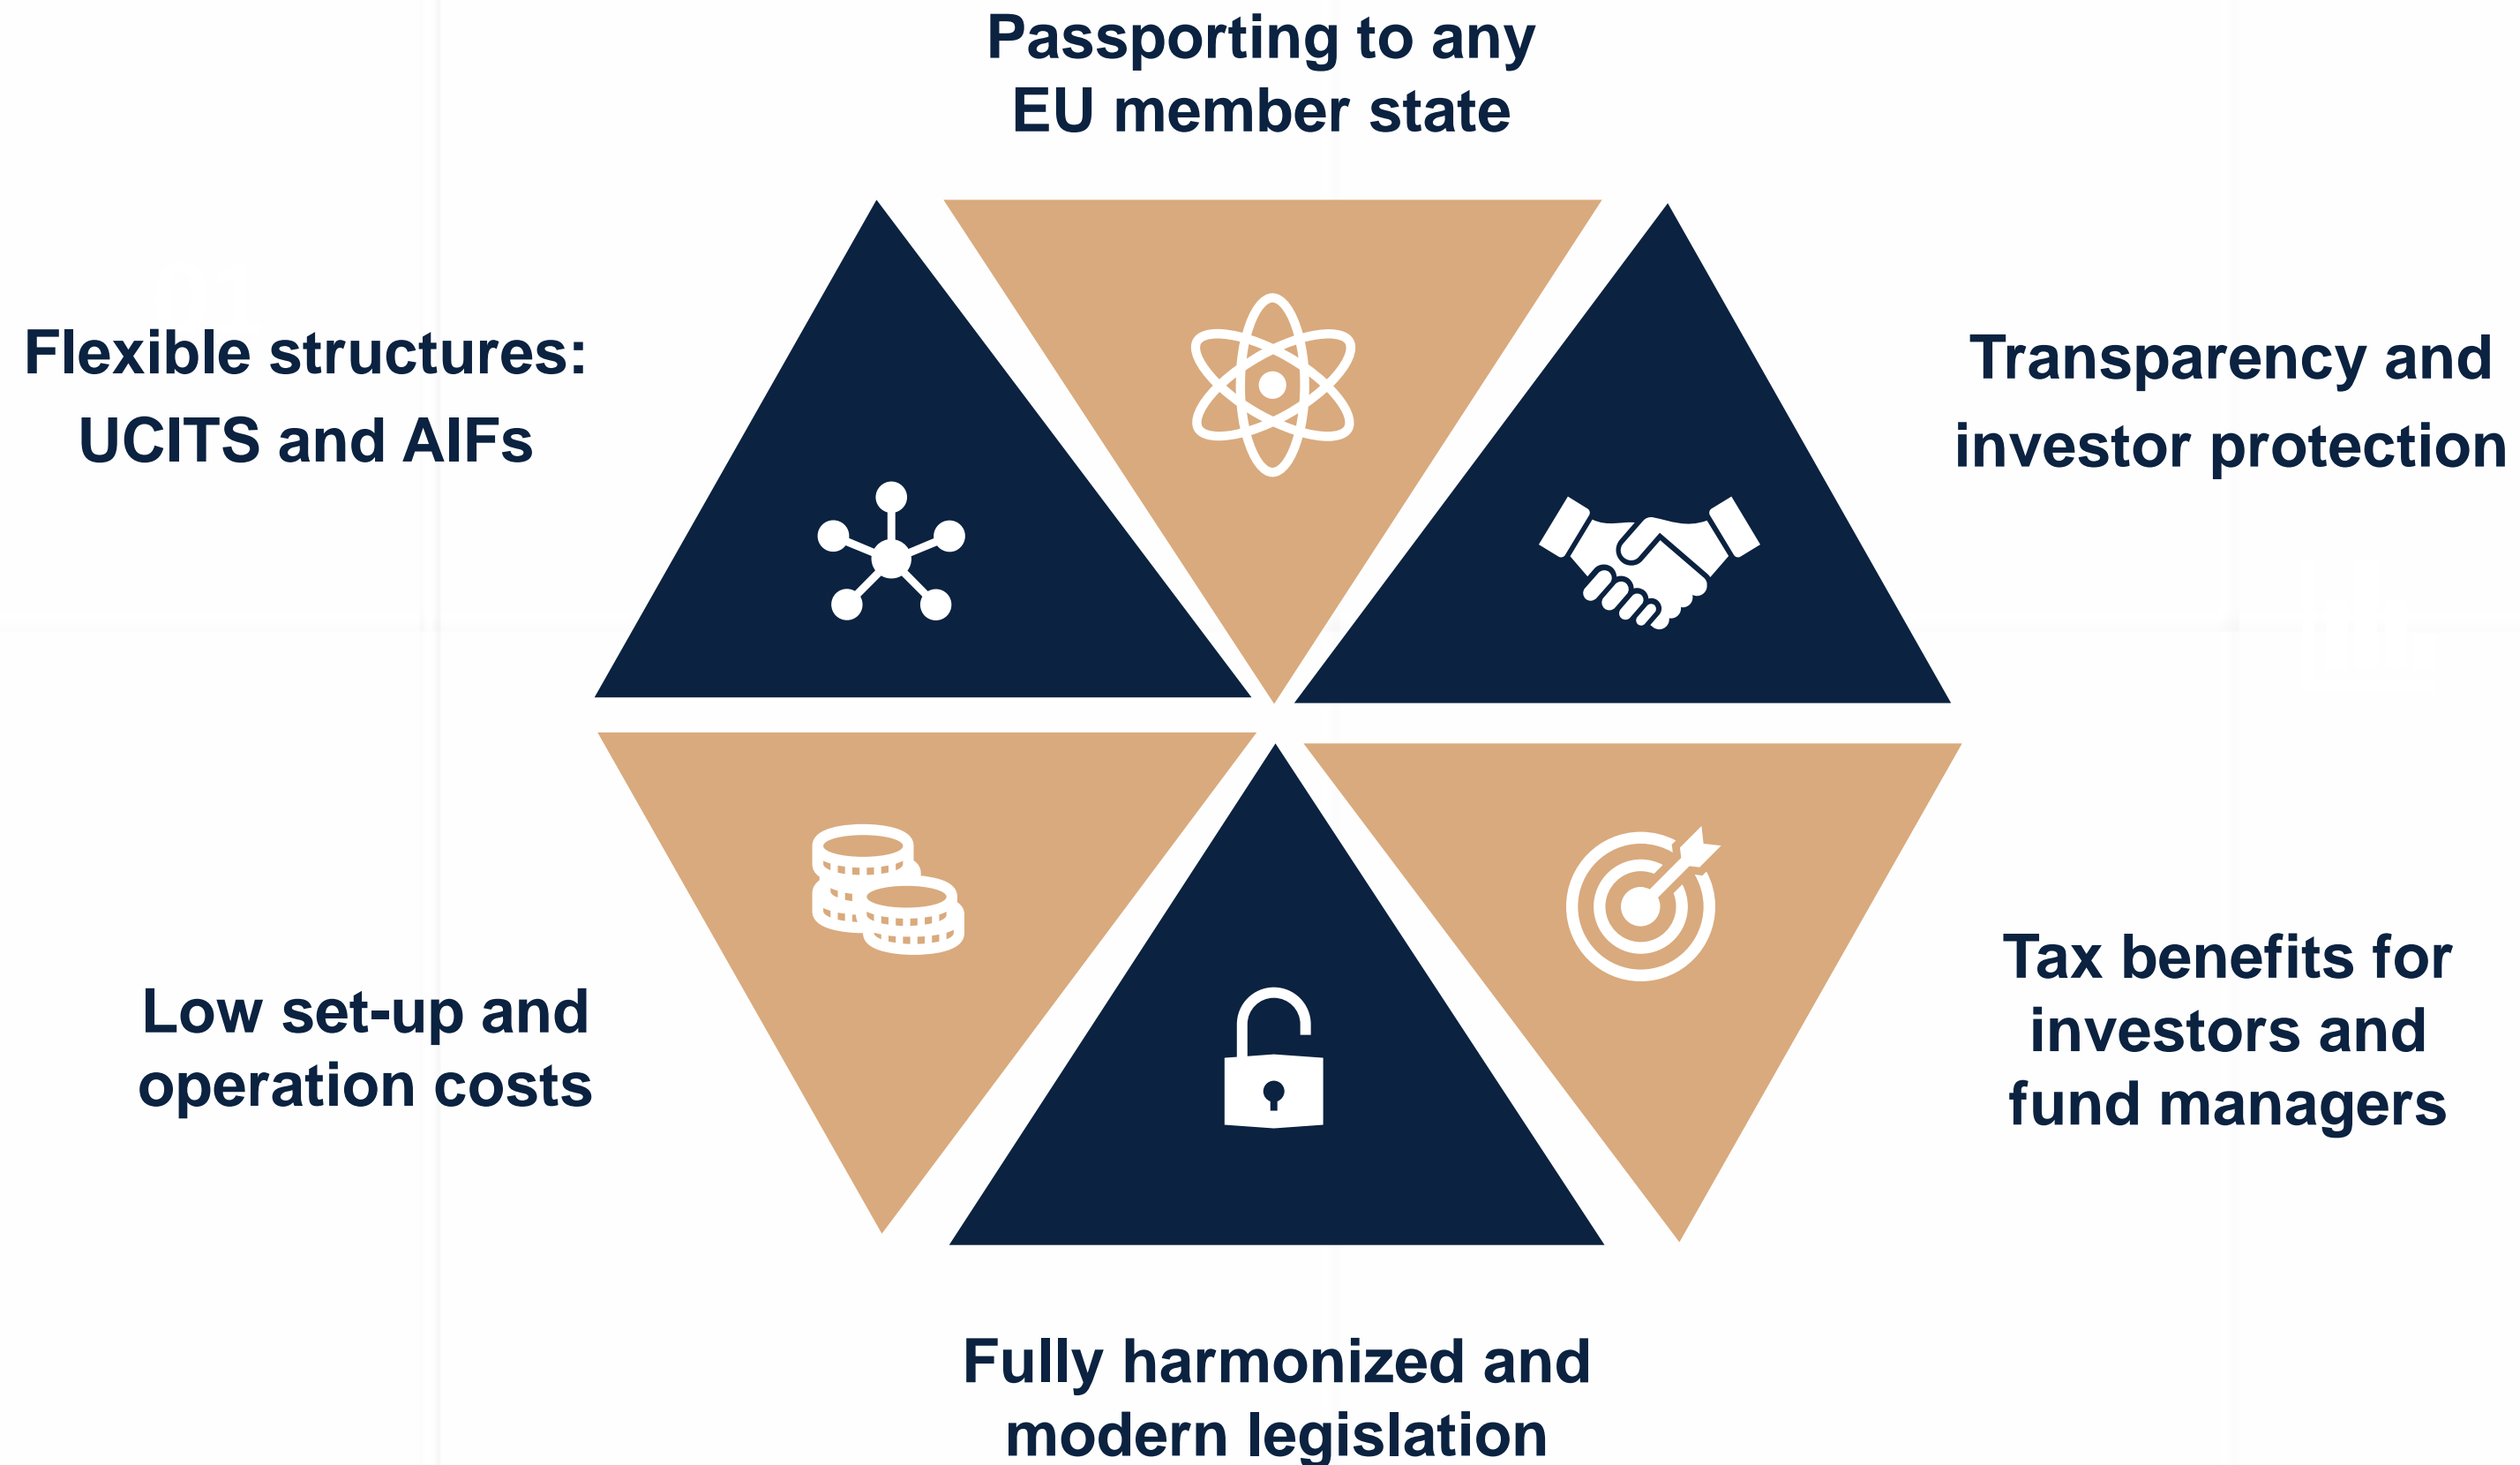 Passporting to any
EU member state
Flexible structures:
UCITS and AIFs
Transparency and
investor protection
Low set-up and
operation costs
Tax benefits for
investors and
fund managers
Fully harmonized and
modern legislation